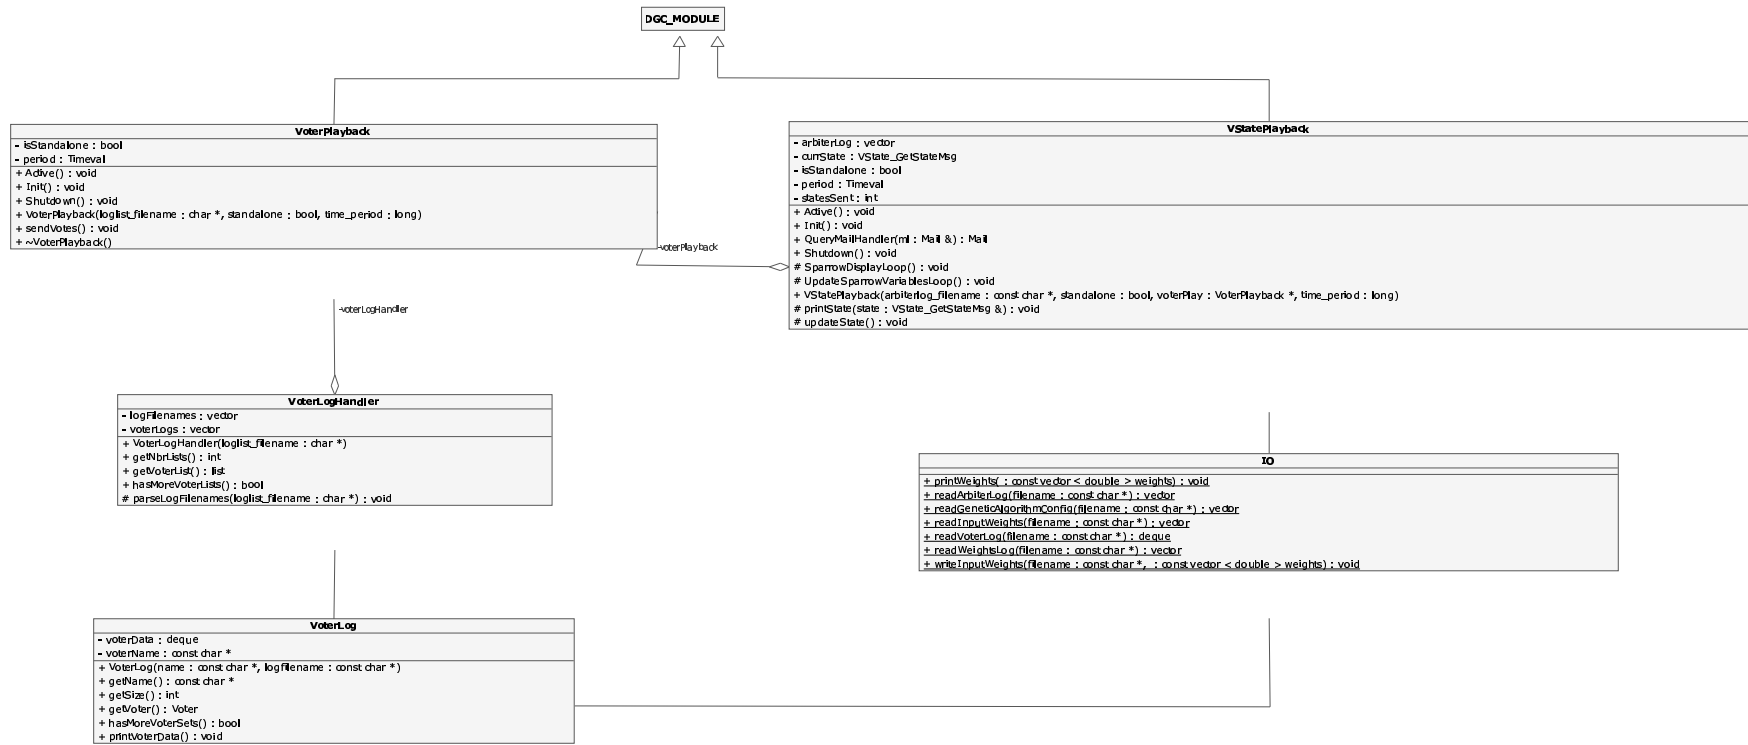 DGC_MODULE
VoterPlayback
- isStandalone : bool
- period : Timeval
+ Active() : void
+ Init() : void
+ Shutdown() : void
+ VoterPlayback(loglist_filename : char *, standalone : bool, time_period : long)
+ sendVotes() : void
+ ~VoterPlayback()
VStatePlayback
- arbiterLog : vector
- currState : VState_GetStateMsg
- isStandalone : bool
- period : Timeval
- statesSent : int
+ Active() : void
+ Init() : void
+ QueryMailHandler(ml : Mail &) : Mail
+ Shutdown() : void
# SparrowDisplayLoop() : void
# UpdateSparrowVariablesLoop() : void
+ VStatePlayback(arbiterlog_filename : const char *, standalone : bool, voterPlay : VoterPlayback *, time_period : long)
# printState(state : VState_GetStateMsg &) : void
# updateState() : void
-voterPlayback
-voterLogHandler
VoterLogHandler
- logFilenames : vector
- voterLogs : vector
+ VoterLogHandler(loglist_filename : char *)
+ getNbrLists() : int
+ getVoterList() : list
+ hasMoreVoterLists() : bool
# parseLogFilenames(loglist_filename : char *) : void
IO
+ printWeights( : const vector < double > weights) : void
+ readArbiterLog(filename : const char *) : vector
+ readGeneticAlgorithmConfig(filename : const char *) : vector
+ readInputWeights(filename : const char *) : vector
+ readVoterLog(filename : const char *) : deque
+ readWeightsLog(filename : const char *) : vector
+ writeInputWeights(filename : const char *, : const vector < double > weights) : void
VoterLog
- voterData : deque
- voterName : const char *
+ VoterLog(name : const char *, logfilename : const char *)
+ getName() : const char *
+ getSize() : int
+ getVoter() : Voter
+ hasMoreVoterSets() : bool
+ printVoterData() : void